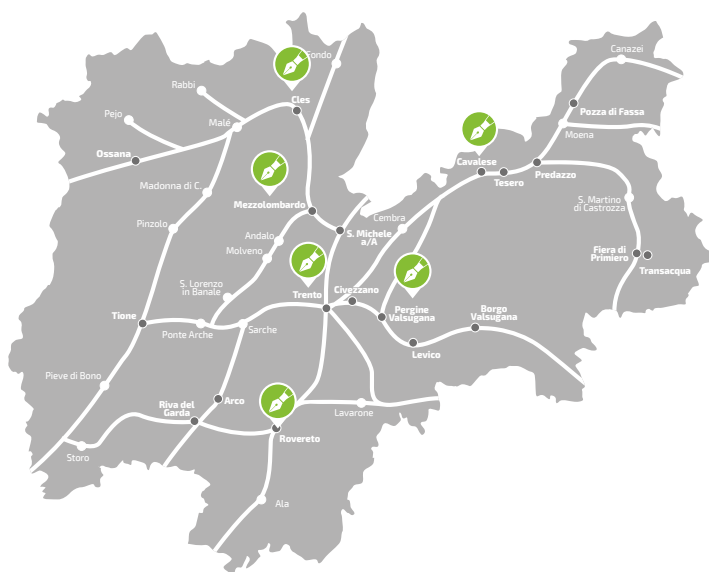 Canazei
Fondo
Rabbi
Cles
Pejo
Malé
Pozza di Fassa
Moena
Ossana
Cavalese
Predazzo
Tesero
Madonna di C.
Mezzolombardo
S. Martino
di Castrozza
Pinzolo
Cembra
Andalo
S. Michele
a/A
Molveno
Fiera di
Primiero
Transacqua
S. Lorenzo
in Banale
Trento
Civezzano
Pergine
Valsugana
Borgo
Valsugana
Tione
Ponte Arche
Sarche
Levico
Pieve di Bono
Riva del
Garda
Arco
Lavarone
Rovereto
Storo
Ala